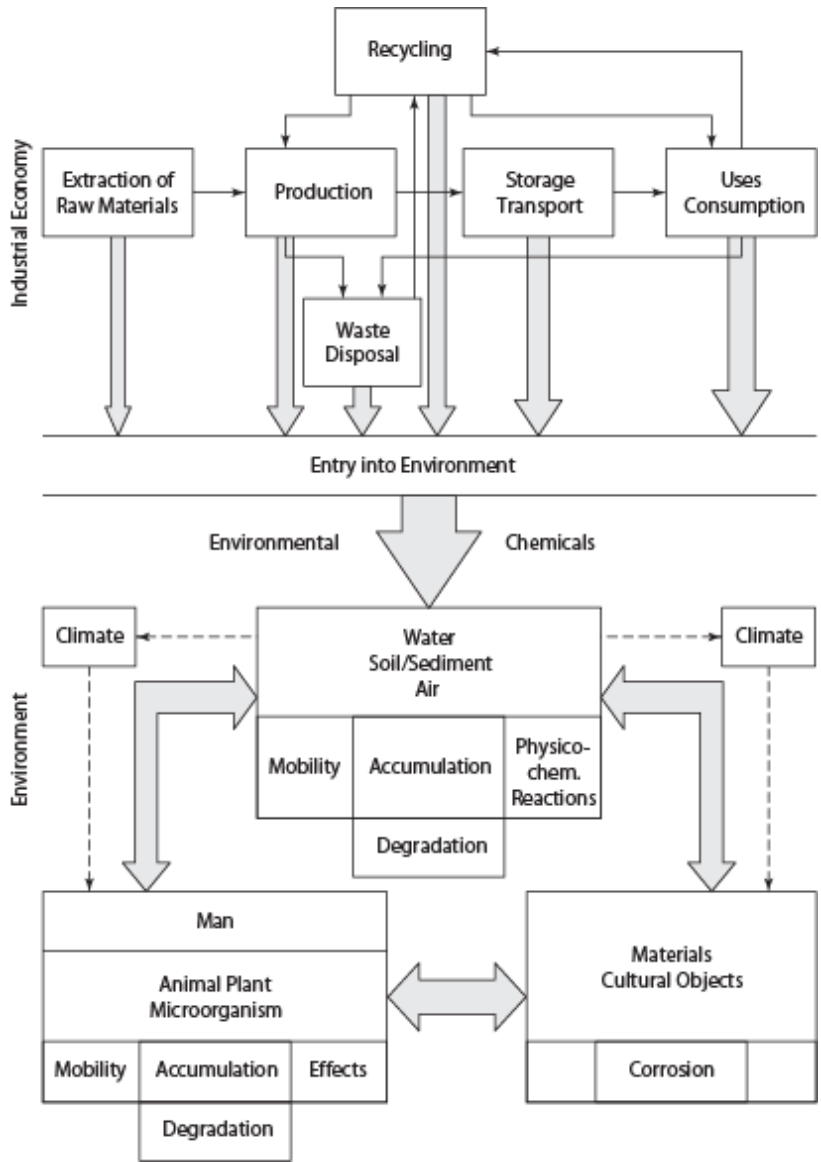 Recycling
Industrial Economy
Extraction of
Raw Materials
Production
Storage
Transport
Uses
Consumption
Waste
Disposal
Entry into Environment
Environmental
Chemicals
Environment
Climate
Water
Soil/Sediment
Air
Climate
Mobility
Accumulation
Physico-
chem.
Reactions
Degradation
Man
Animal Plant
Microorganism
Mobility
Accumulation
Effects
Degradation
Materials
Cultural Objects
Corrosion